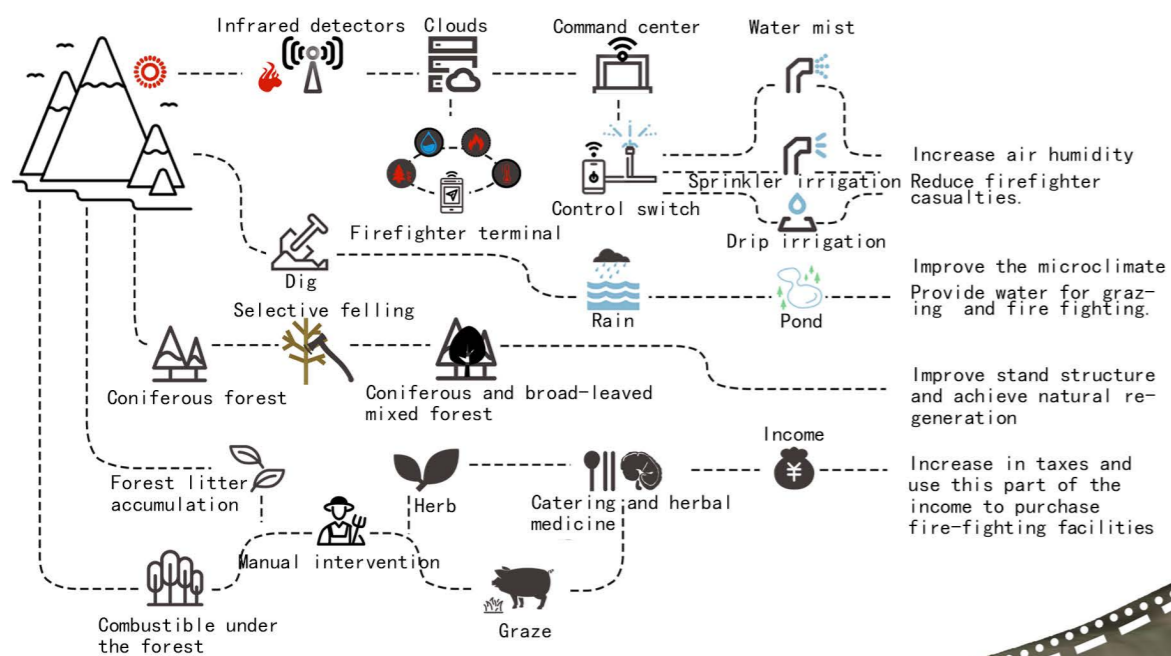 Infrared detectors
Clouds
Command center
Water mist
Increase air humidity
Sprinkler irrigation
Reduce firefighter
casualties.
Control switch
Firefighter terminal
Drip irrigation
Dig
Improve the microclimate
Provide water for graz-
ing and fire fighting.
Rain
Pond
Selective felling
Coniferous forest
Coniferous and broad-leaved
mixed forest
Improve stand structure
and achieve natural re-
generation
Income
¥
Forest litter
accumulation
Herb
Catering and herbal
medicine
Increase in taxes and
use this part of the
income to purchase
fire-fighting facilities
Manual intervention
Combustible under
the forest
Graze